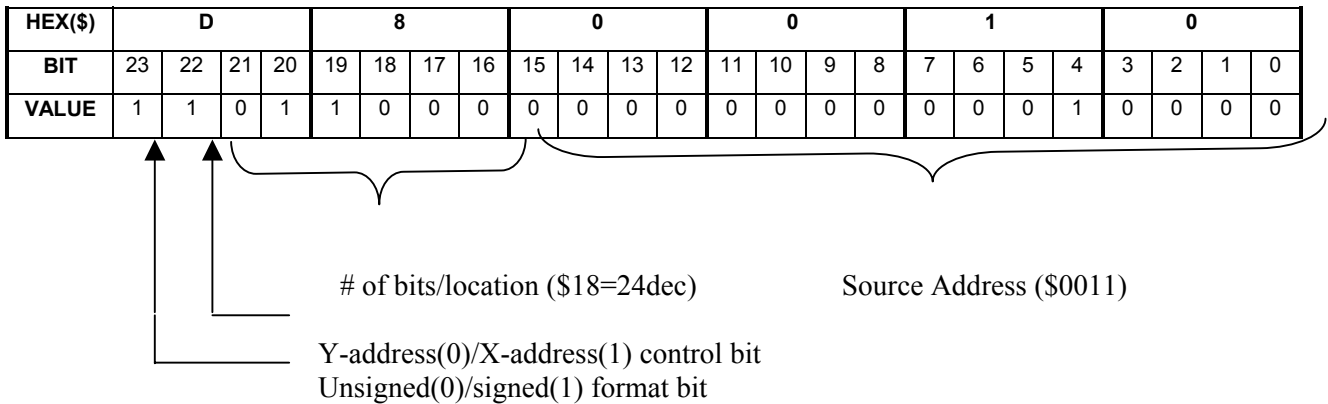 HEX($) D 8 0 0 1 0
BIT 23 22 21 20 19 18 17 16 15 14 13 12 11 10 9 8 7 6 5 4 3 2 1 0
VALUE 1 1 0 1 1 0 0 0 0 0 0 0 0 0 0 0 0 0 0 1 0 0 0 0
# of bits/location ($18=24dec) Source Address ($0011)
Y-address(0)/X-address(1) control bit
Unsigned(0)/signed(1) format bit